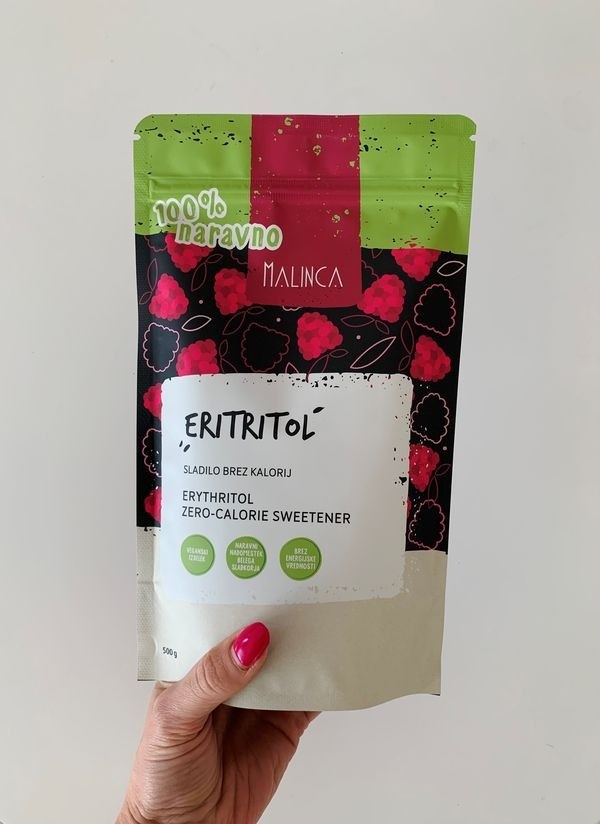 100%
naravno
MALINCA
ERITRITOL
SLADILO BREZ KALORIJ
ERYTHRITOL
ZERO-CALORIE SWEETENER
VEGANSKI
IZDELEK
NARAVNI
NADOMESTEK
BELEGA
SLADKORJA
BREZ
ENERGIJSKE
VREDNOSTI
500 g